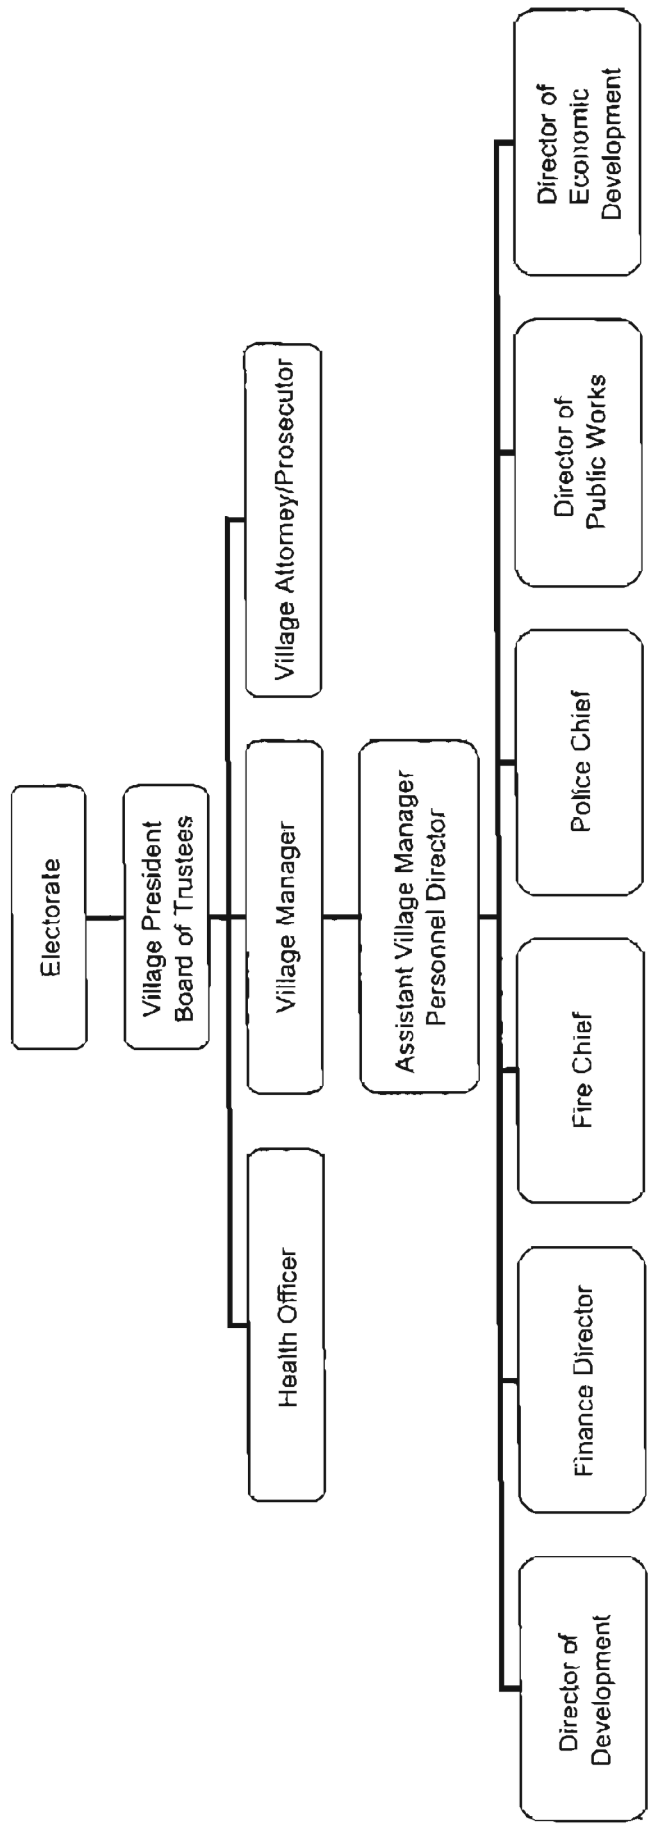 Electorate
Village President
Board of Trustees
Health Officer
Village Manager
Village Attorney/Prosecutor
Assistant Village Manager
Personnel Director
Director of
Development
Finance Director
Fire Chief
Police Chief
Director of
Public Works
Director of
Economic
Development